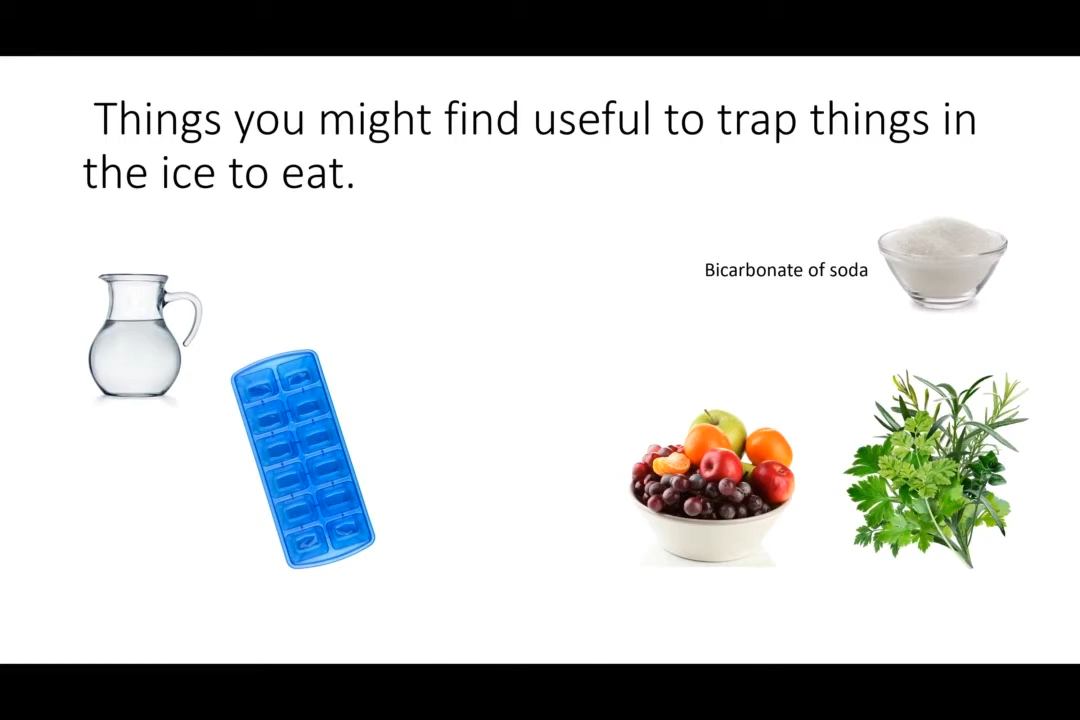 Things you might find useful to trap things in
the ice to eat.
Bicarbonate of soda